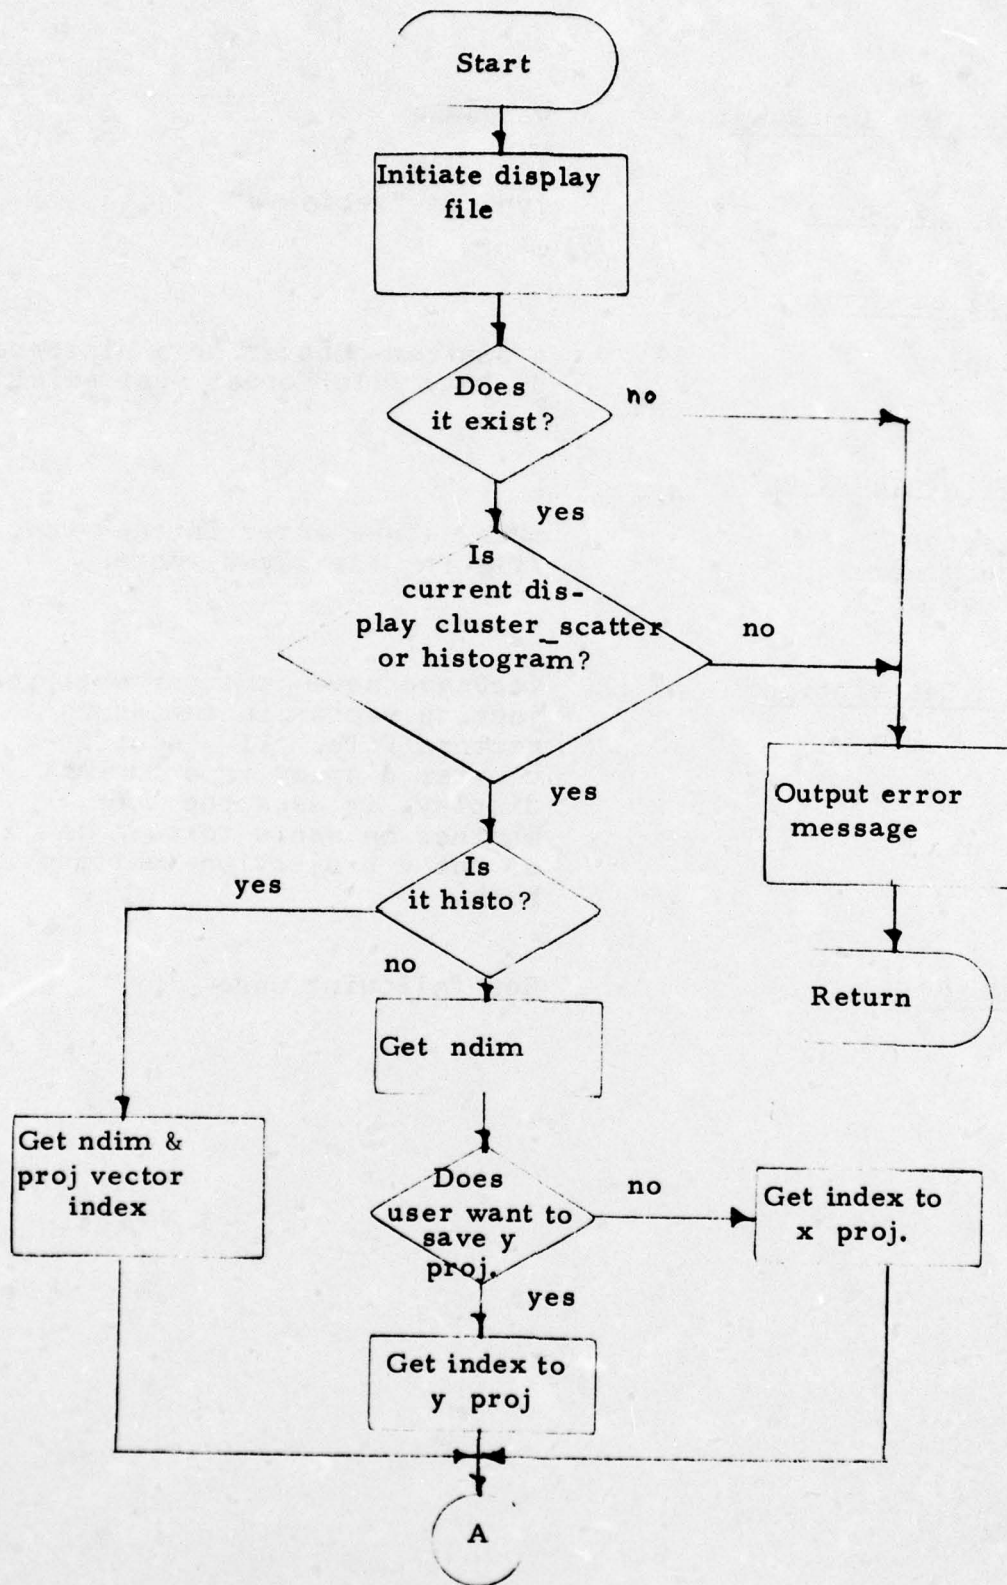 Start
Initiate display
file
Does
it exist?
no
yes
Is
current dis-
play cluster_scatter
or histogram?
no
yes
Output error
message
Return
Is
it histo?
yes
no
Get ndim
Get ndim &
proj vector
index
Does
user want to
save y
proj.
no
Get index to
x proj.
yes
Get index to
y proj
A